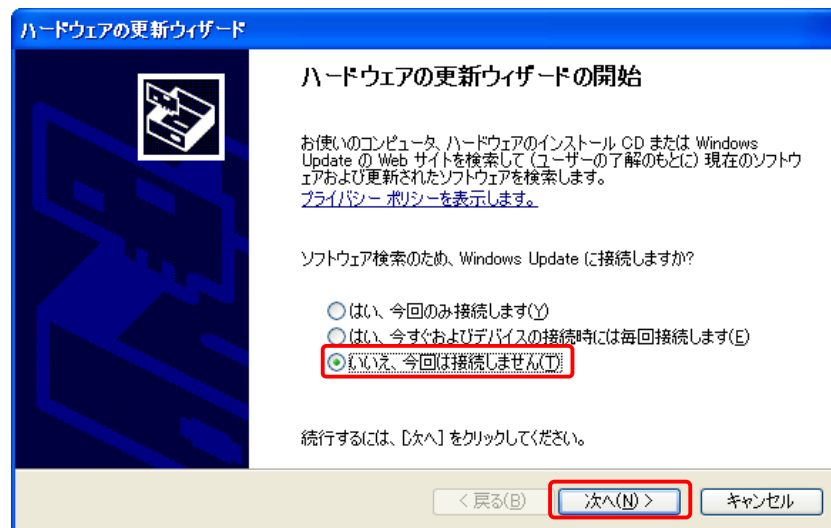 ハードウェアの更新ウィザード
ハードウェアの更新ウィザードの開始
お使いのコンピュータ、ハードウェアのインストール CD または Windows
Update の Web サイトを検索して (ユーザーの了解のもとに) 現在のソフトウ
ェアおよび更新されたソフトウェアを検索します。
プライバシー ポリシーを表示します。
ソフトウェア検索のため、Windows Update に接続しますか?
はい、今回のみ接続します(Y)
はい、今すぐおよびデバイスの接続時には毎回接続します(E)
いいえ、今回は接続しません(T)
続行するには、[次へ] をクリックしてください。
< 戻る(B) 次へ(N) > キャンセル